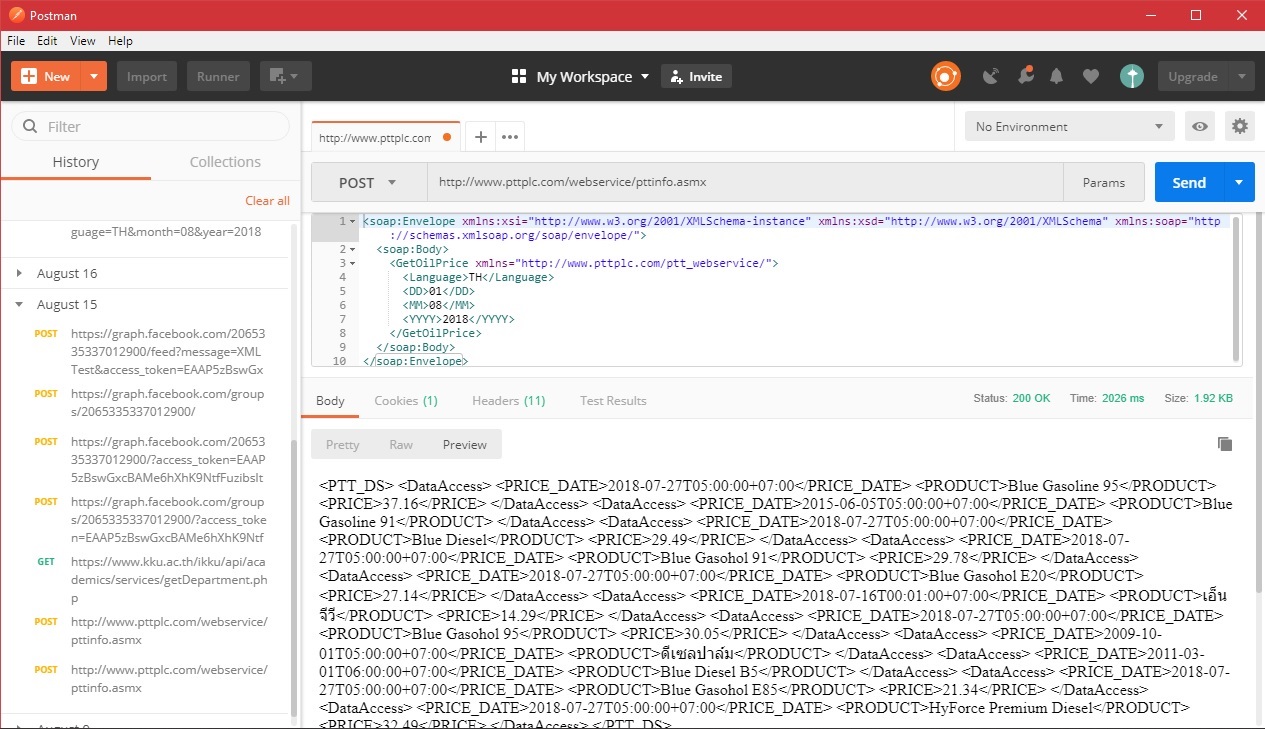 Postman
File Edit View Help
New Import Runner My Workspace Invite Upgrade
Filter
History Collections
Clear all
guage=TH&month=08&year=2018
August 16
August 15
POST https://graph.facebook.com/20653
35337012900/feed?message=XML
Test&access_token=EAAP5zBswGx
POST https://graph.facebook.com/group
s/2065335337012900/
POST https://graph.facebook.com/20653
35337012900/?access_token=EAAP
5zBswGxcBAMe6hXhK9NtfFuzibslt
POST https://graph.facebook.com/group
s/2065335337012900/?access_toke
n=EAAP5zBswGxcBAMe6hXhK9Ntf
GET https://www.kku.ac.th/ikku/api/aca
demics/services/getDepartment.ph
p
POST http://www.pttplc.com/webservice/
pttinfo.asmx
POST http://www.pttplc.com/webservice/
pttinfo.asmx
http://www.pttplc.com
No Environment
POST http://www.pttplc.com/webservice/pttinfo.asmx Params Send
1 <soap:Envelope xmlns:xsi="http://www.w3.org/2001/XMLSchema-instance" xmlns:xsd="http://www.w3.org/2001/XMLSchema" xmlns:soap="http
://schemas.xmlsoap.org/soap/envelope/">
2 <soap:Body>
3 <GetOilPrice xmlns="http://www.pttplc.com/ptt_webservice/">
4 <Language>TH</Language>
5 <DD>01</DD>
6 <MM>08</MM>
7 <YYYY>2018</YYYY>
8 </GetOilPrice>
9 </soap:Body>
10 </soap:Envelope>
Body Cookies (1) Headers (11) Test Results Status: 200 OK Time: 2026 ms Size: 1.92 KB
Pretty Raw Preview
<PTT_DS> <DataAccess> <PRICE_DATE>2018-07-27T05:00:00+07:00</PRICE_DATE> <PRODUCT>Blue Gasoline 95</PRODUCT>
<PRICE>37.16</PRICE> </DataAccess> <DataAccess> <PRICE_DATE>2015-06-05T05:00:00+07:00</PRICE_DATE> <PRODUCT>Blue
Gasoline 91</PRODUCT> </DataAccess> <DataAccess> <PRICE_DATE>2018-07-27T05:00:00+07:00</PRICE_DATE>
<PRODUCT>Blue Diesel</PRODUCT> <PRICE>29.49</PRICE> </DataAccess> <DataAccess> <PRICE_DATE>2018-07-
27T05:00:00+07:00</PRICE_DATE> <PRODUCT>Blue Gasohol 91</PRODUCT> <PRICE>29.78</PRICE> </DataAccess>
<DataAccess> <PRICE_DATE>2018-07-27T05:00:00+07:00</PRICE_DATE> <PRODUCT>Blue Gasohol E20</PRODUCT>
<PRICE>27.14</PRICE> </DataAccess> <DataAccess> <PRICE_DATE>2018-07-16T00:01:00+07:00</PRICE_DATE> <PRODUCT>เอ็น
จีวี</PRODUCT> <PRICE>14.29</PRICE> </DataAccess> <DataAccess> <PRICE_DATE>2018-07-27T05:00:00+07:00</PRICE_DATE>
<PRODUCT>Blue Gasohol 95</PRODUCT> <PRICE>30.05</PRICE> </DataAccess> <DataAccess> <PRICE_DATE>2009-10-
01T05:00:00+07:00</PRICE_DATE> <PRODUCT>ดีเซลปาล์ม</PRODUCT> </DataAccess> <DataAccess> <PRICE_DATE>2011-03-
01T06:00:00+07:00</PRICE_DATE> <PRODUCT>Blue Diesel B5</PRODUCT> </DataAccess> <DataAccess> <PRICE_DATE>2018-07-
27T05:00:00+07:00</PRICE_DATE> <PRODUCT>Blue Gasohol E85</PRODUCT> <PRICE>21.34</PRICE> </DataAccess>
<DataAccess> <PRICE_DATE>2018-07-27T05:00:00+07:00</PRICE_DATE> <PRODUCT>HyForce Premium Diesel</PRODUCT>
<PRICE>32.49</PRICE> </DataAccess> </PTT_DS>